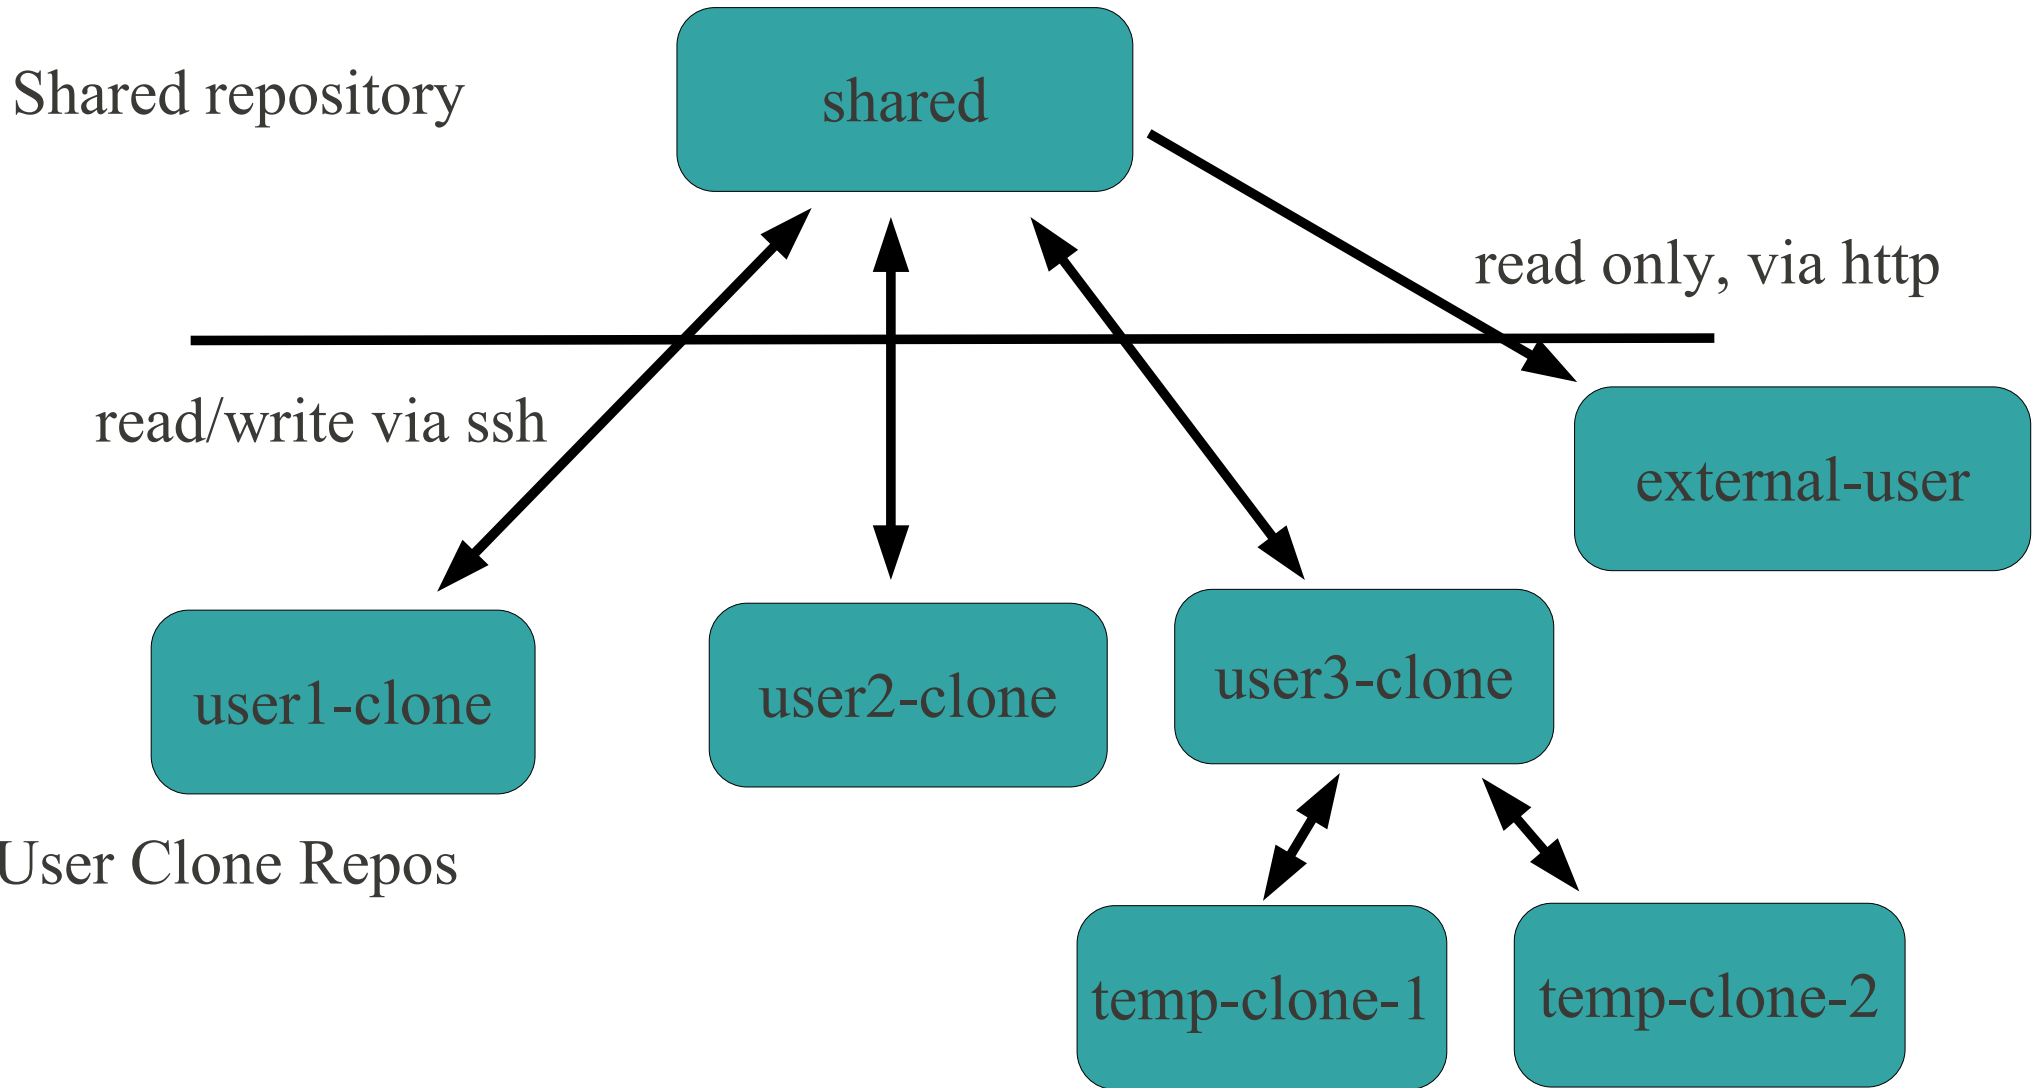 Shared repository
shared
read only, via http
read/write via ssh
external-user
user1-clone
user2-clone
user3-clone
User Clone Repos
temp-clone-1
temp-clone-2